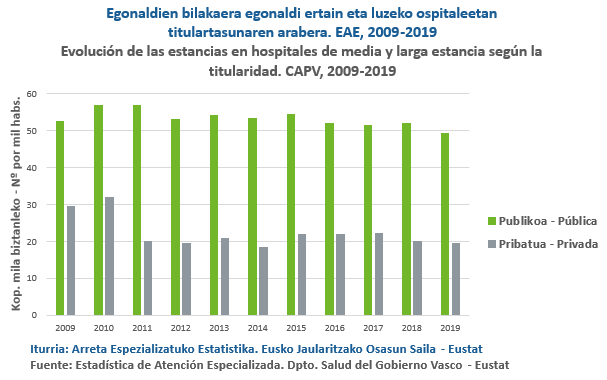 Egonaldien bilakaera egonaldi ertain eta luzeko ospitaleetan
titulartasunaren arabera. EAE, 2009-2019
Evolución de las estancias en hospitales de media y larga estancia según la
titularidad. CAPV, 2009-2019
Kop. mila biztanleko - Nº por mil habs.
60
50
40
30
20
10
0
2009 2010 2011 2012 2013 2014 2015 2016 2017 2018 2019
Publikoa - Pública
Pribatua - Privada
Iturria: Arreta Espezializatuko Estatistika. Eusko Jaularitzako Osasun Saila - Eustat
Fuente: Estadística de Atención Especializada. Dpto. Salud del Gobierno Vasco - Eustat